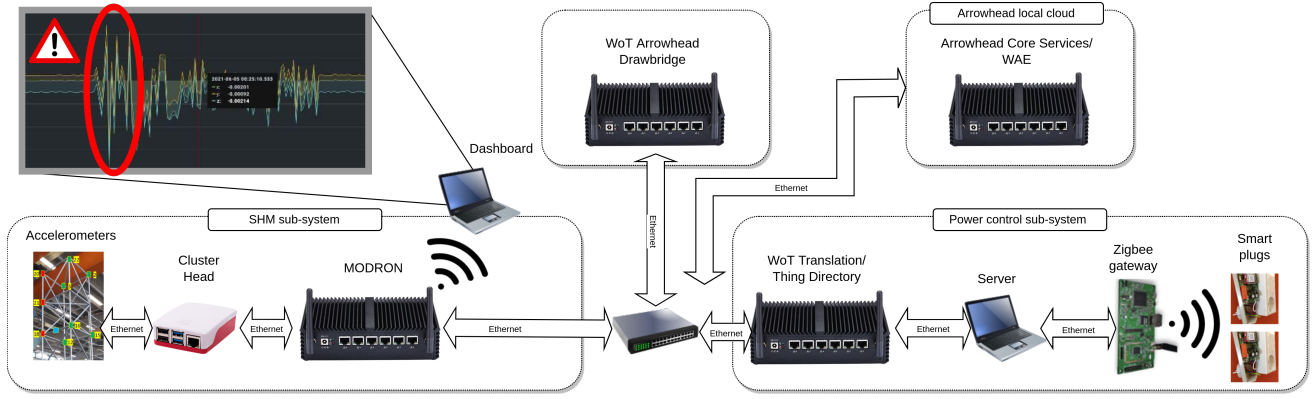 2021-06-05 00:25:10.333
x: -0.00201
y: -0.00092
z: -0.00214
Dashboard
WoT Arrowhead
Drawbridge
Arrowhead local cloud
Arrowhead Core Services/
WAE
Ethernet
Ethernet
SHM sub-system
Accelerometers
Cluster
Head
MODRON
Ethernet
Ethernet
Ethernet
Ethernet
Power control sub-system
WoT Translation/
Thing Directory
Server
Zigbee
gateway
Smart
plugs
Ethernet
Ethernet